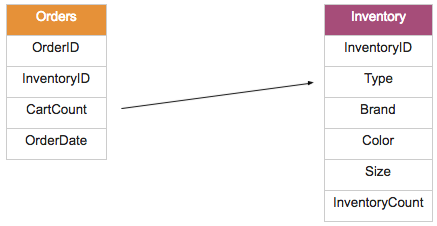 Orders
OrderID
InventoryID
CartCount
OrderDate
Inventory
InventoryID
Type
Brand
Color
Size
InventoryCount